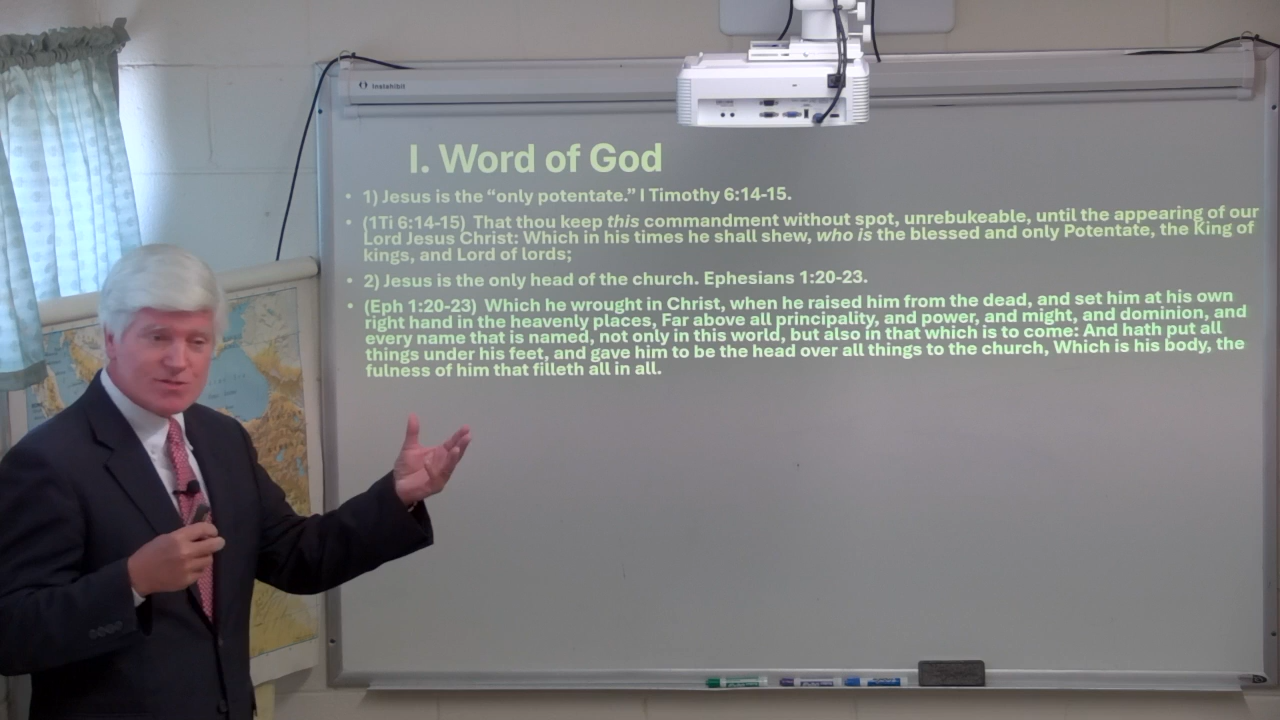 Instahibit
I. Word of God
• 1) Jesus is the “only potentate.” I Timothy 6:14-15.
• (1Ti 6:14-15) That thou keep this commandment without spot, unrebukeable, until the appearing of our
Lord Jesus Christ: Which in his times he shall shew, who is the blessed and only Potentate, the King of
kings, and Lord of lords;
• 2) Jesus is the only head of the church. Ephesians 1:20-23.
• (Eph 1:20-23) Which he wrought in Christ, when he raised him from the dead, and set him at his own
right hand in the heavenly places, Far above all principality, and power, and might, and dominion, and
every name that is named, not only in this world, but also in that which is to come: And hath put all
things under his feet, and gave him to be the head over all things to the church, Which is his body, the
fulness of him that filleth all in all.